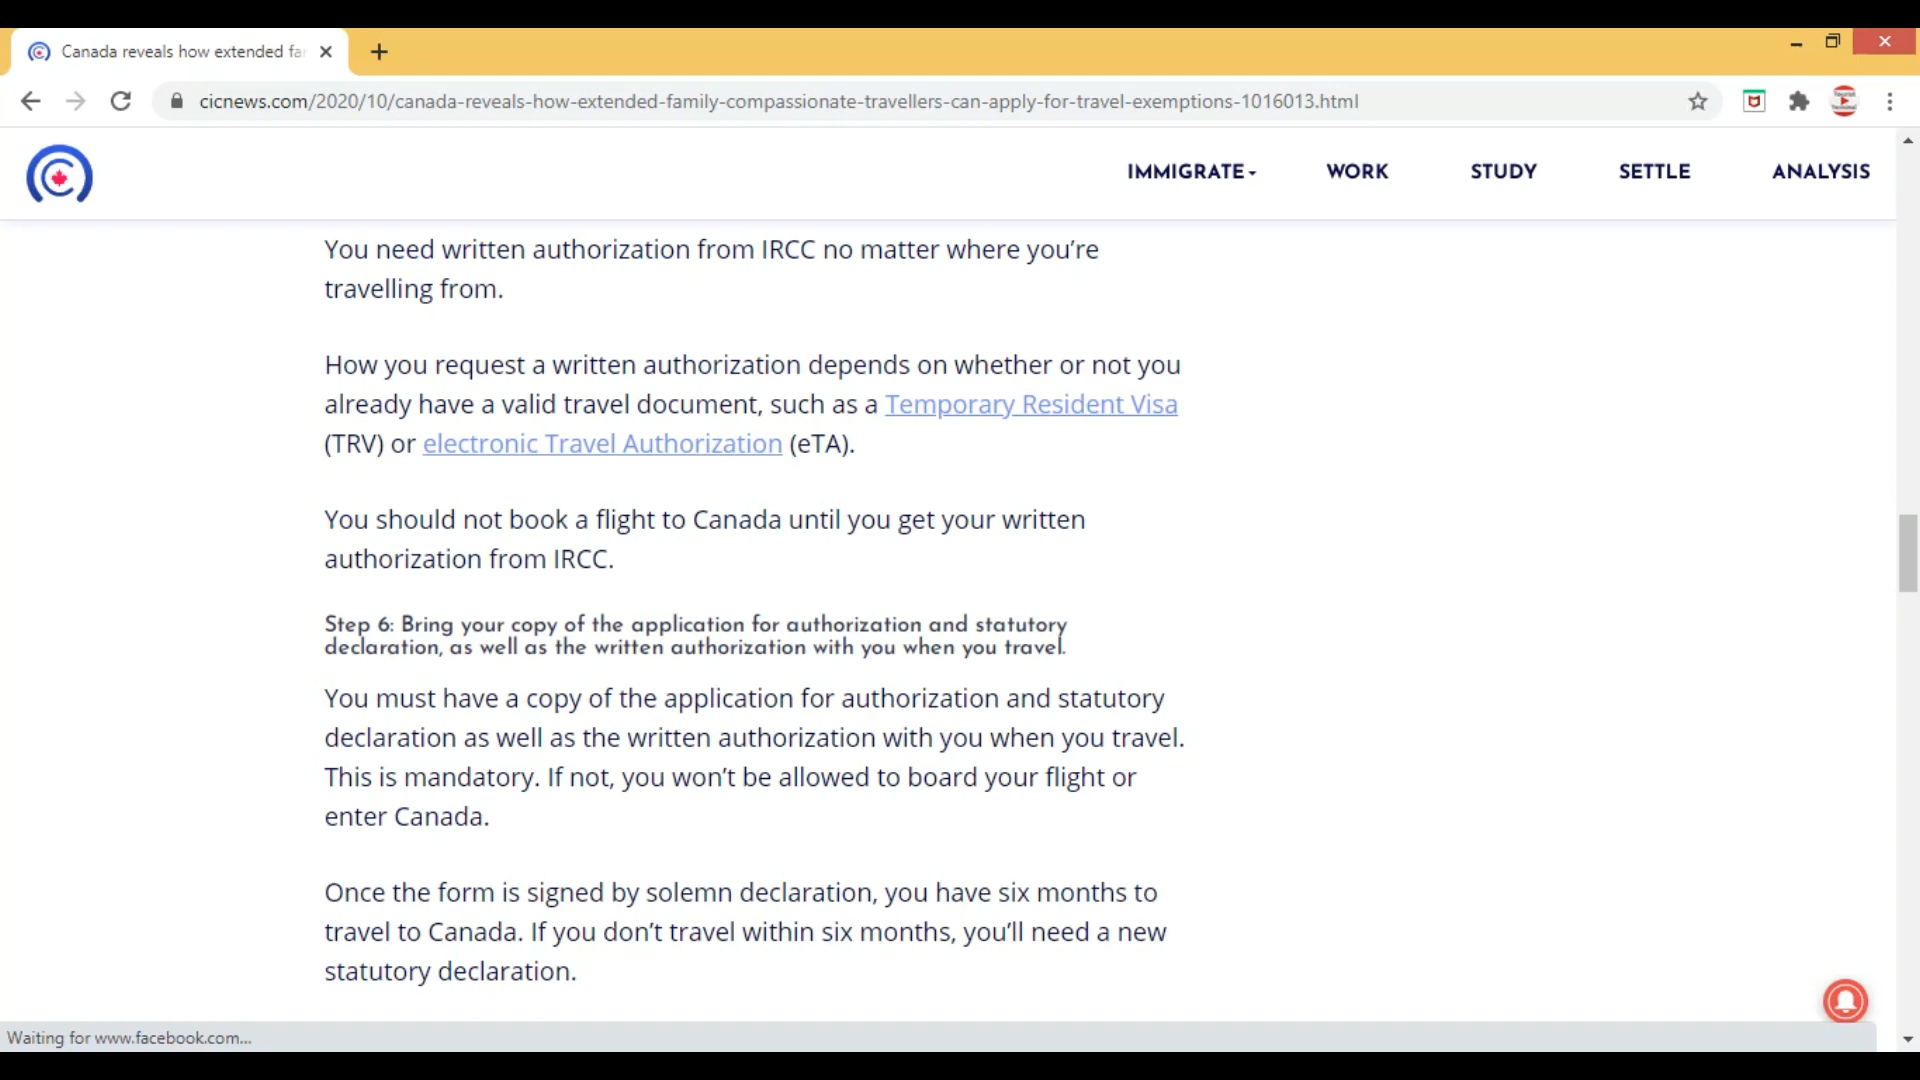 Canada reveals how extended fa
cicnews.com/2020/10/canada-reveals-how-extended-family-compassionate-travellers-can-apply-for-travel-exemptions-1016013.html
IMMIGRATE WORK STUDY SETTLE ANALYSIS
You need written authorization from IRCC no matter where you’re
travelling from.
How you request a written authorization depends on whether or not you
already have a valid travel document, such as a Temporary Resident Visa
(TRV) or electronic Travel Authorization (eTA).
You should not book a flight to Canada until you get your written
authorization from IRCC.
Step 6: Bring your copy of the application for authorization and statutory
declaration, as well as the written authorization with you when you travel.
You must have a copy of the application for authorization and statutory
declaration as well as the written authorization with you when you travel.
This is mandatory. If not, you won’t be allowed to board your flight or
enter Canada.
Once the form is signed by solemn declaration, you have six months to
travel to Canada. If you don’t travel within six months, you’ll need a new
statutory declaration.
Waiting for www.facebook.com...